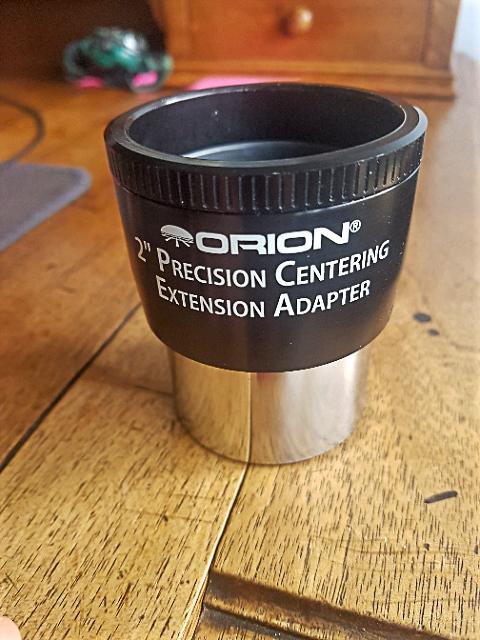 ORION®
2" PRECISION CENTERING
EXTENSION ADAPTER